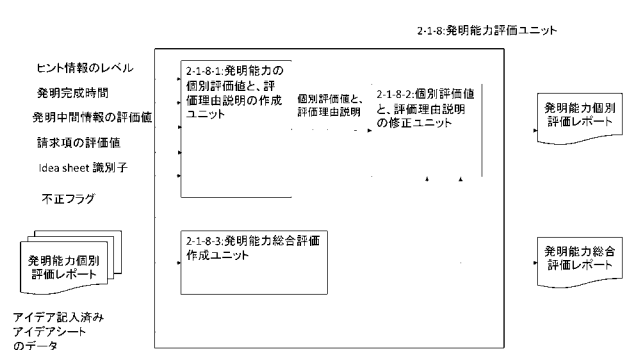 2-1-8:発明能力評価ユニット
ヒント情報のレベル
発明完成時間
発明中間情報の評価値
請求項の評価値
Idea sheet 識別子
不正フラグ
2-1-8-1:発明能力の
個別評価値と、評
価理由説明の作成
ユニット
個別評価値と、
評価理由説明
2-1-8-2:個別評価値
と、評価理由説明
の修正ユニット
発明能力個別
評価レポート
発明能力個別
評価レポート
2-1-8-3:発明能力総合評価
作成ユニット
発明能力総合
評価レポート
アイデア記入済み
アイデアシート
のデータ